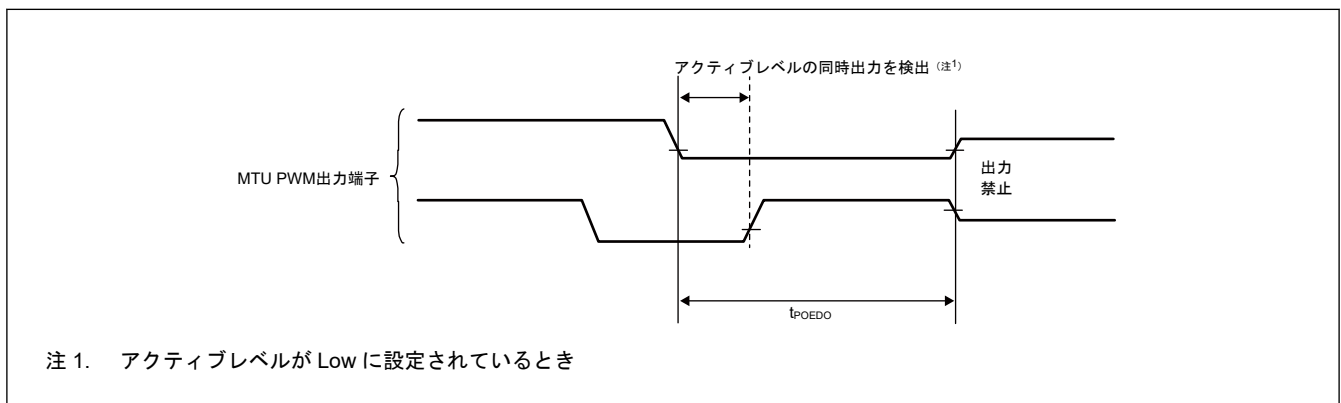 アクティブレベルの同時出力を検出（注1）
MTU PWM出力端子
出力
禁止
tPOEDO
注 1. アクティブレベルが Low に設定されているとき